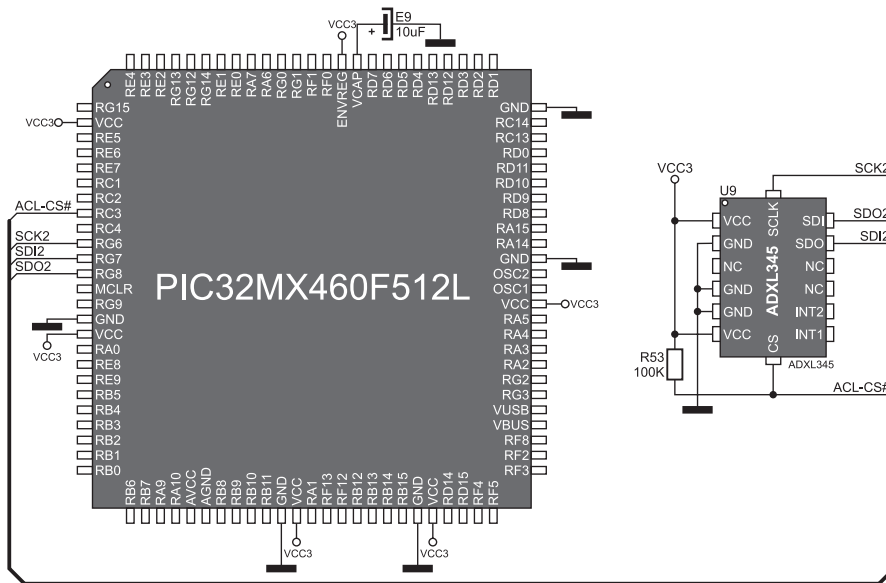 VCC3
E9
10uF
+
RE4
RE3
RE2
RG13
RG12
RG14
RE1
RE0
RA7
RA6
RG0
RG1
RF1
RF0
ENVREG
VCAP
RD7
RD6
RD5
RD4
RD13
RD12
RD3
RD2
RD1
RG15
VCC
RE5
RE6
RE7
RC1
RC2
RC3
RC4
RG6
RG7
RG8
MCLR
RG9
GND
VCC
RA0
RE8
RE9
RB5
RB4
RB3
RB2
RB1
RB0
VCC3
ACL-CS#
SCK2
SDI2
SDO2
VCC3
PIC32MX460F512L
GND
RC14
RC13
RD0
RD11
RD10
RD9
RD8
RA15
RA14
GND
OSC2
OSC1
VCC
RA5
RA4
RA3
RA2
RG2
RG3
VUSB
VBUS
RF8
RF2
RF3
VCC3
RB6
RB7
RA9
RA10
AVCC
AGND
RB8
RB9
RB10
RB11
GND
VCC
RA1
RF13
RF12
RB12
RB13
RB14
RB15
GND
VCC
RD14
RD15
RF4
RF5
VCC3
VCC3
VCC3
U9
SCK2
SCLK
VCC
GND
NC
GND
GND
VCC
ADXL345
SDI
SDO
NC
NC
INT2
INT1
CS
SDO2
SDI2
ADXL345
R53
100K
ACL-CS#